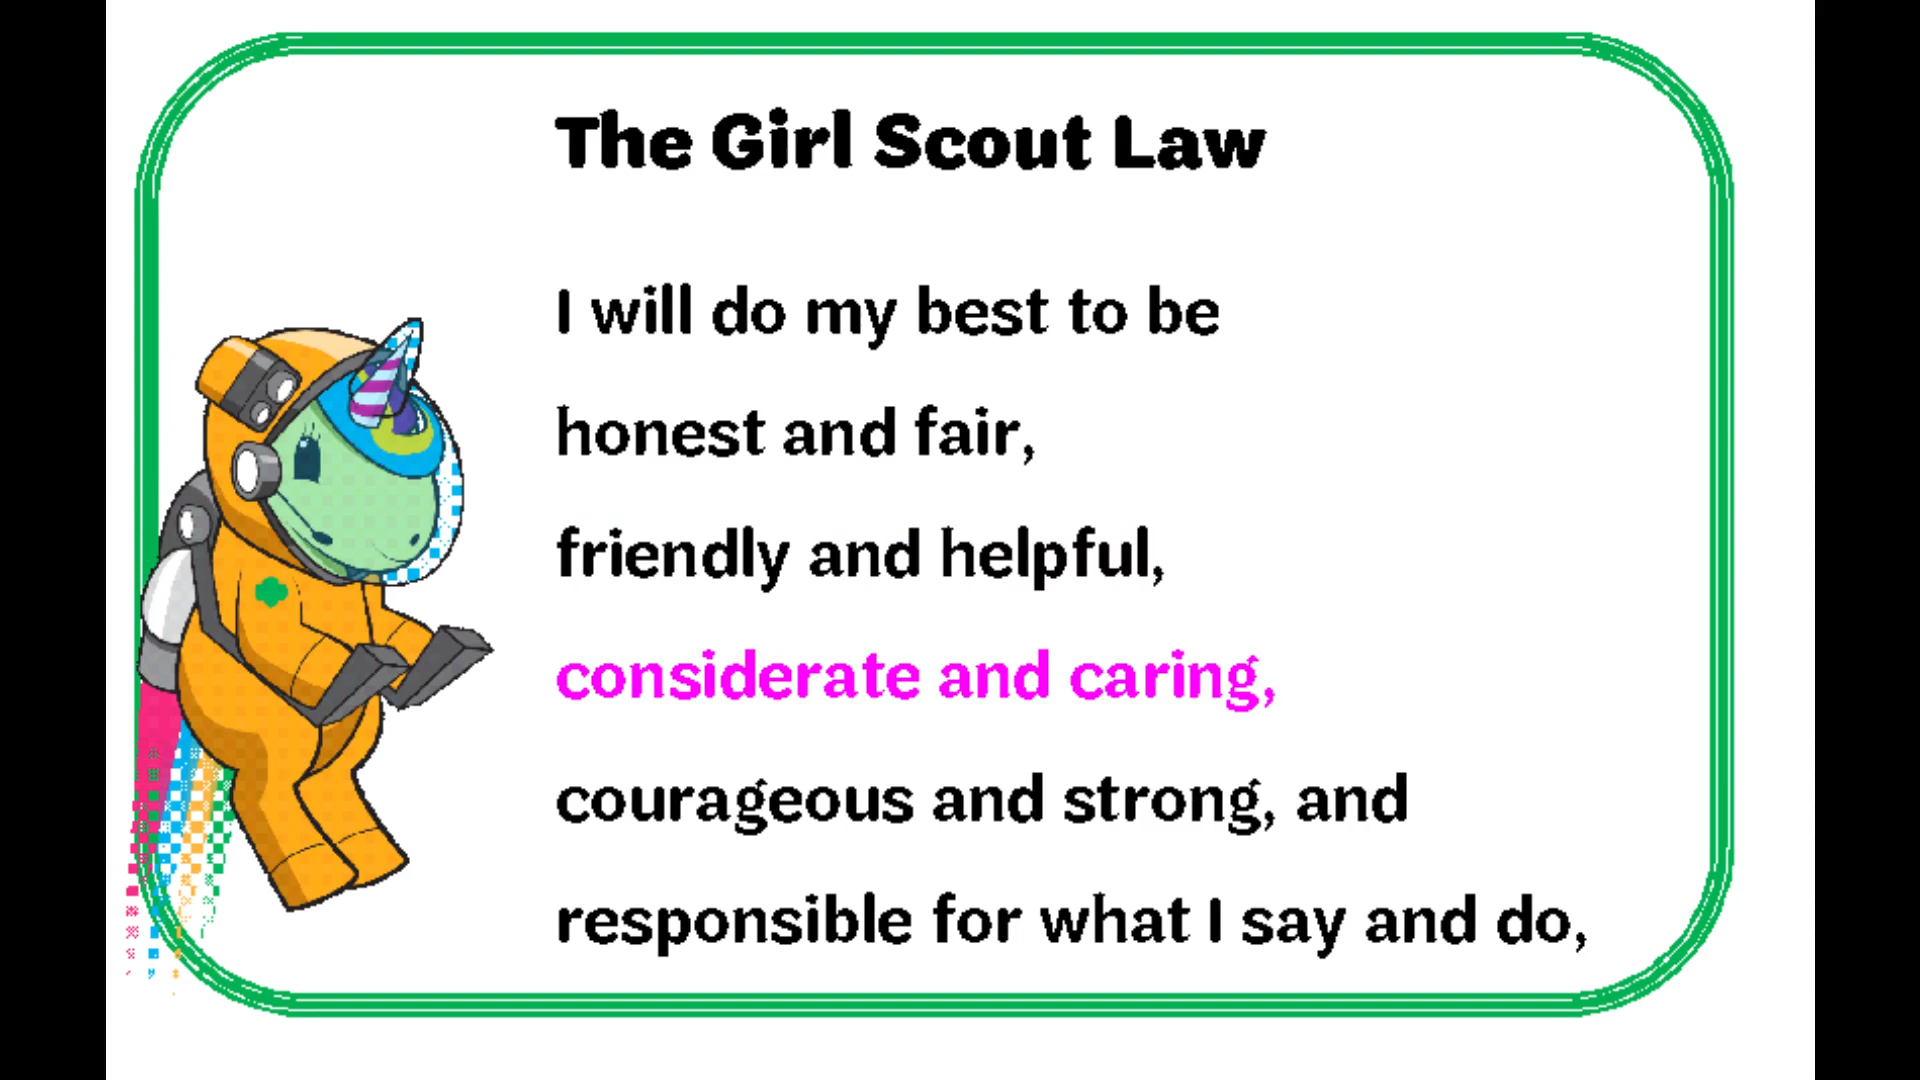 The Girl Scout Law
I will do my best to be
honest and fair,
friendly and helpful,
considerate and caring,
courageous and strong, and
responsible for what I say and do,